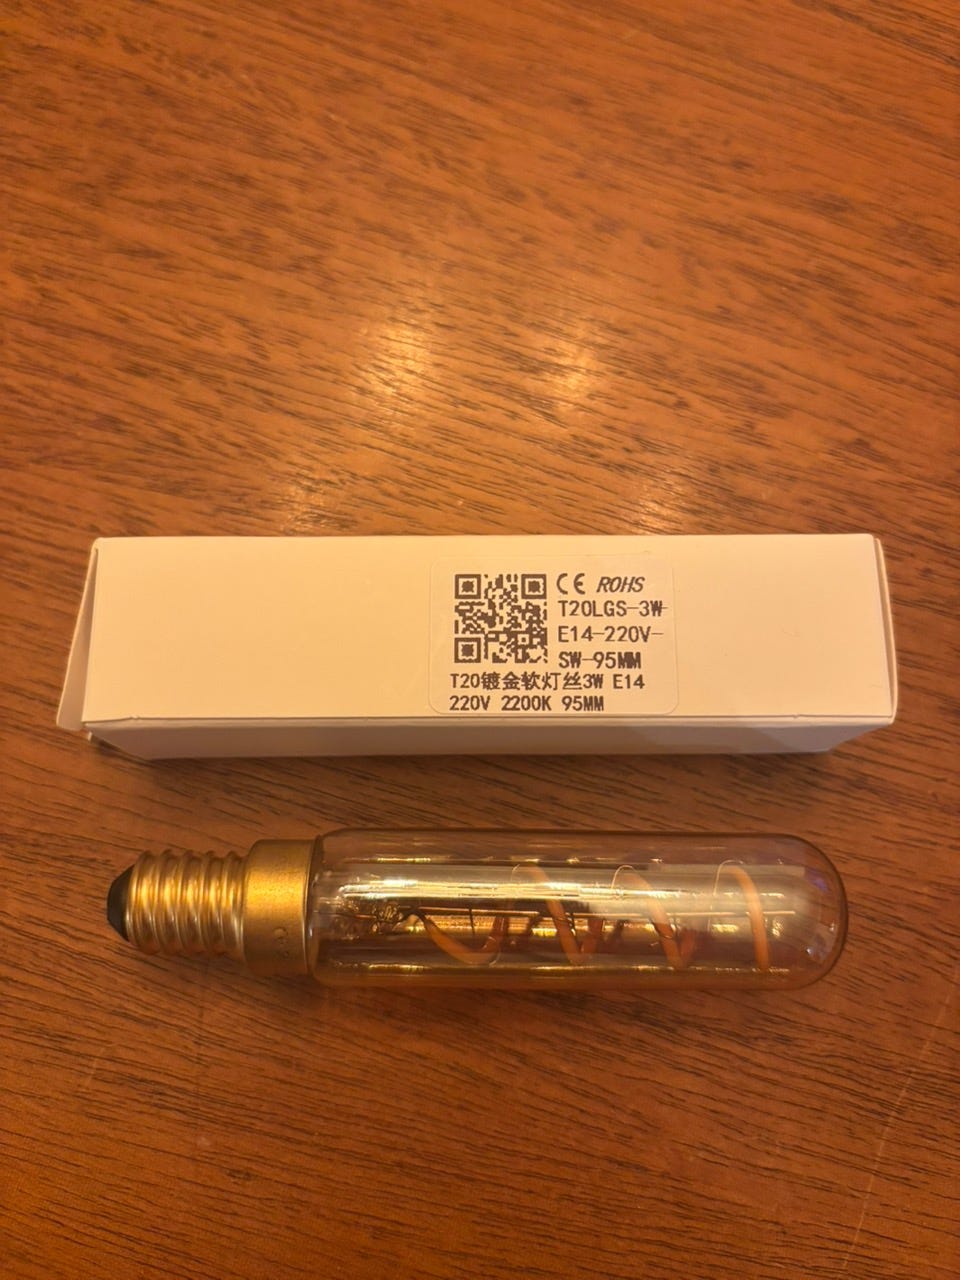 CE ROHS
T20LGS-3W-
E14-220V-
SW-95MM
T20镀金软灯丝3W E14
220V 2200K 95MM